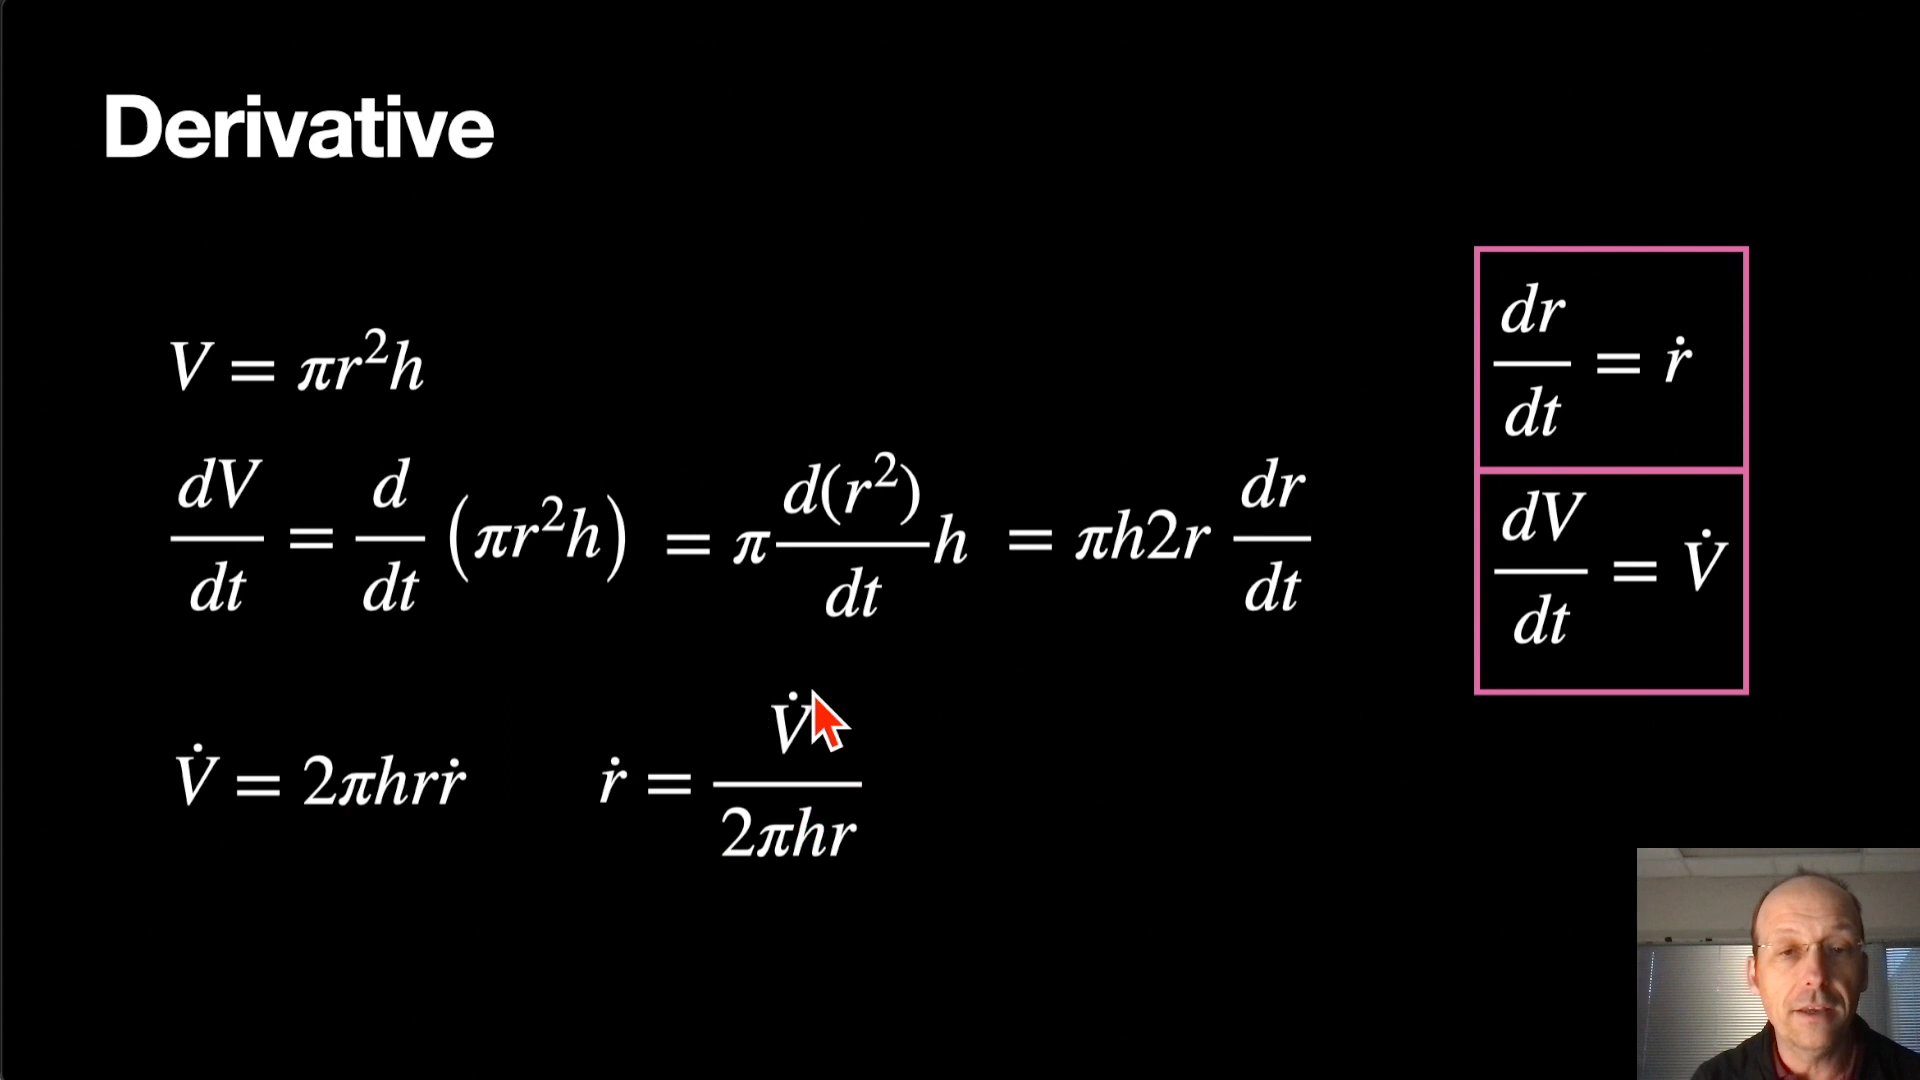 Derivative
V = πr²h
dV/dt = d/dt (πr²h) = π d(r²)/dt h = πh2r dr/dt
V̇ = 2πhrṙ
ṙ = V̇/2πhr
dr/dt = ṙ
dV/dt = V̇